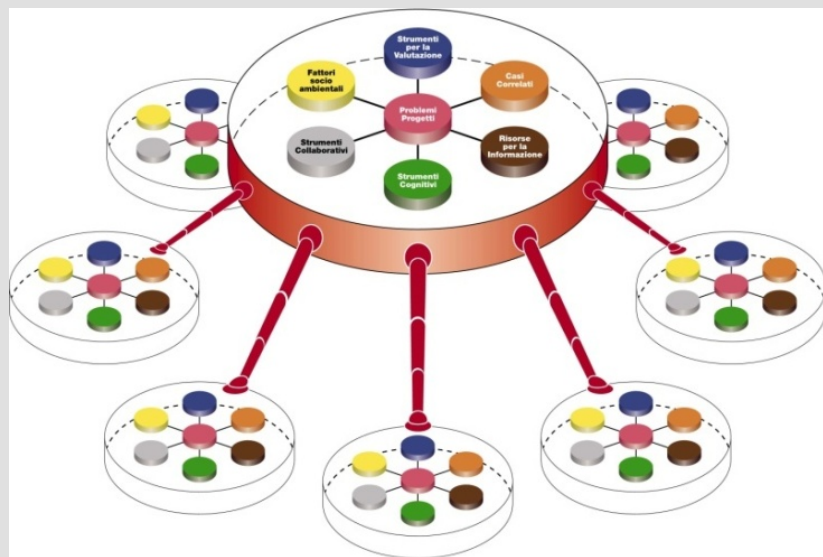 Strumenti
per la
Valutazione
Fattori
socio
ambientali
Casi
Correlati
Problemi
Progetti
Strumenti
Collaborativi
Risorse
per la
Informazione
Strumenti
Cognitivi